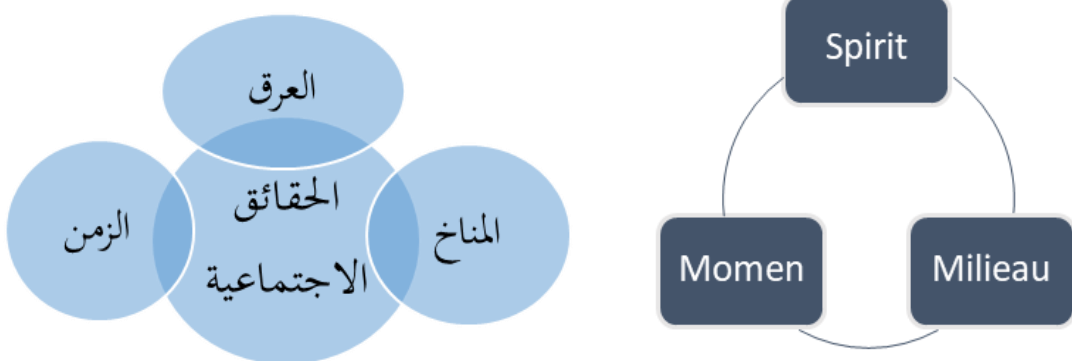 العرق
الزمن
الحقائق
الاجتماعية
المناخ
Spirit
Momen
Milieau